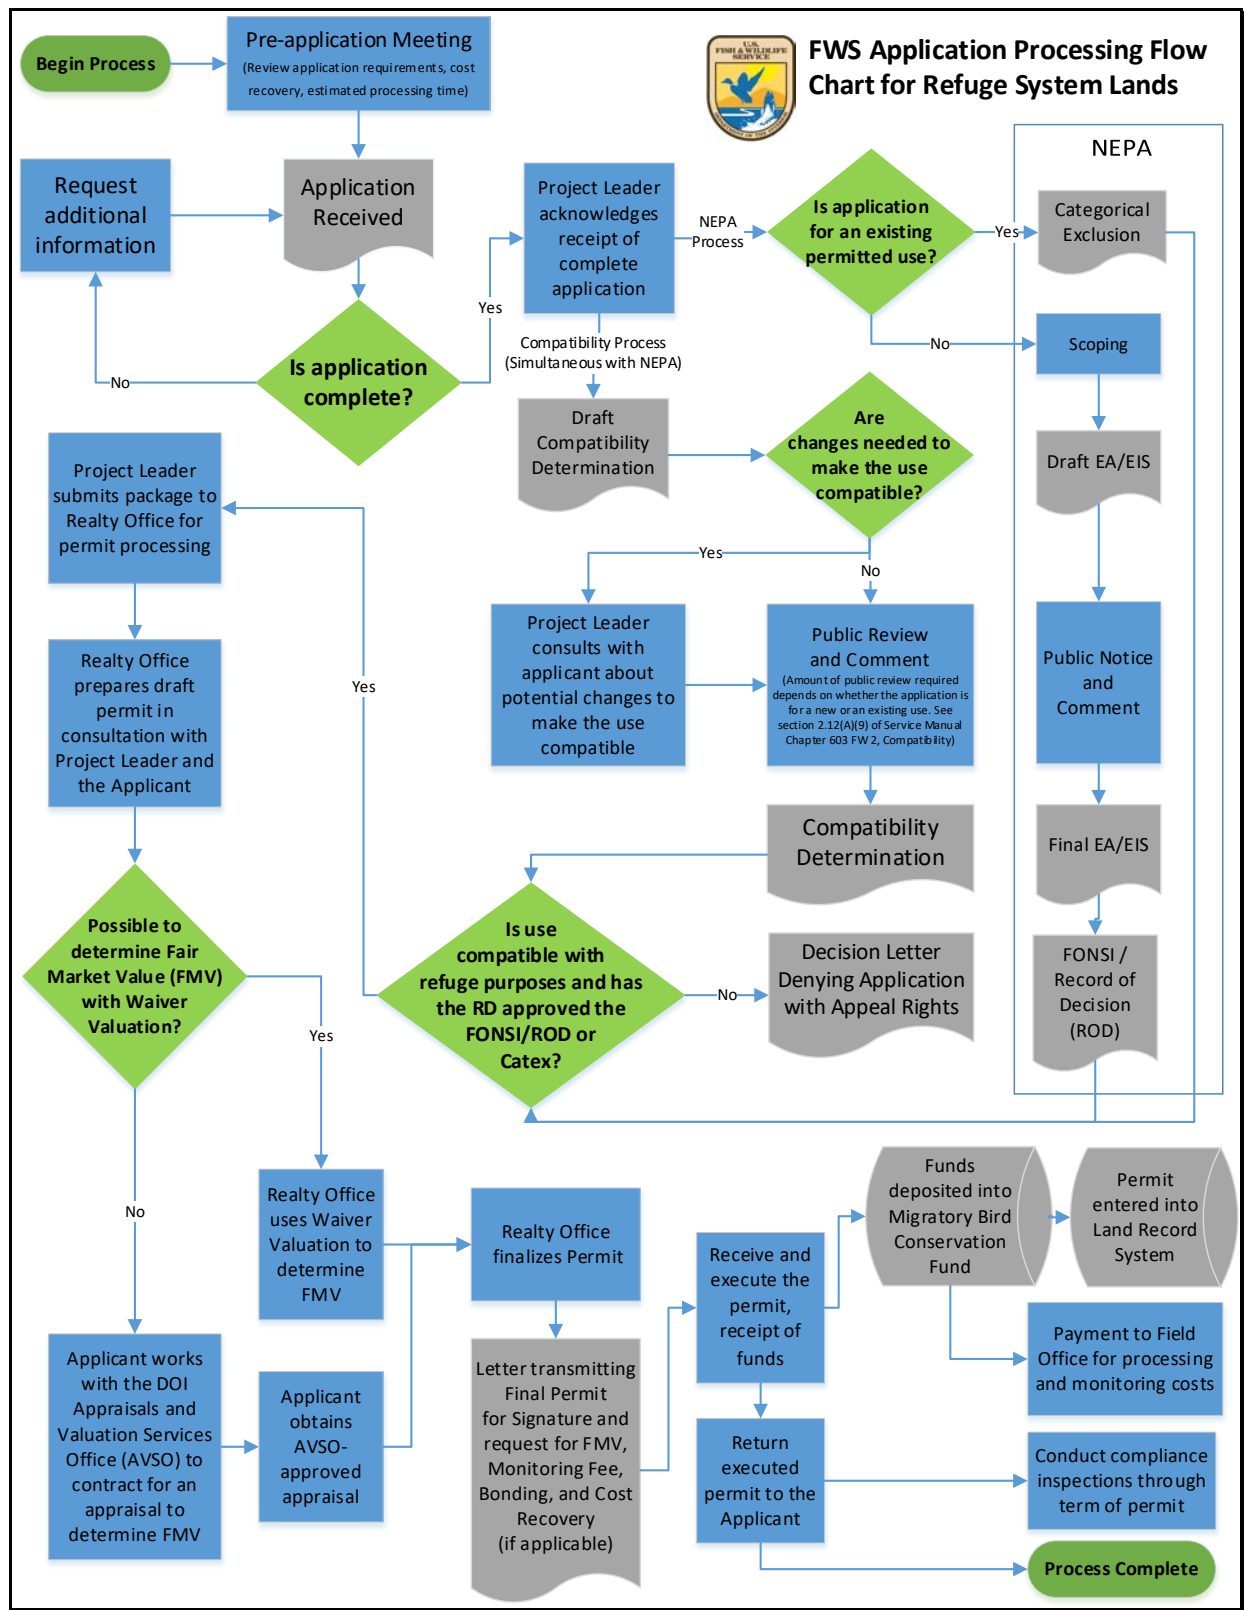 Begin Process
Pre-application Meeting
(Review application requirements, cost
recovery, estimated processing time)
U.S.
FISH & WILDLIFE
SERVICE
DEPARTMENT OF THE INTERIOR
FWS Application Processing Flow
Chart for Refuge System Lands
Request
additional
information
Application
Received
Is application
complete?
No
Yes
Project Leader
acknowledges
receipt of
complete
application
NEPA
Process
Is application
for an existing
permitted use?
Yes
No
NEPA
Categorical
Exclusion
Scoping
Draft EA/EIS
Public Notice
and
Comment
Final EA/EIS
FONSI /
Record of
Decision
(ROD)
Compatibility Process
(Simultaneous with NEPA)
Draft
Compatibility
Determination
Are
changes needed to
make the use
compatible?
Yes
No
Project Leader
consults with
applicant about
potential changes to
make the use
compatible
Public Review
and Comment
(Amount of public review required
depends on whether the application is
for a new or an existing use. See
section 2.12(A)(9) of Service Manual
Chapter 603 FW 2, Compatibility)
Compatibility
Determination
Is use
compatible with
refuge purposes and has
the RD approved the
FONSI/ROD or
Catex?
No
Decision Letter
Denying Application
with Appeal Rights
Yes
Project Leader
submits package to
Realty Office for
permit processing
Realty Office
prepares draft
permit in
consultation with
Project Leader and
the Applicant
Possible to
determine Fair
Market Value (FMV)
with Waiver
Valuation?
Yes
No
Realty Office
uses Waiver
Valuation to
determine
FMV
Applicant works
with the DOI
Appraisals and
Valuation Services
Office (AVSO) to
contract for an
appraisal to
determine FMV
Applicant
obtains
AVSO-
approved
appraisal
Realty Office
finalizes Permit
Letter transmitting
Final Permit
for Signature and
request for FMV,
Monitoring Fee,
Bonding, and Cost
Recovery
(if applicable)
Receive and
execute the
permit,
receipt of
funds
Funds
deposited into
Migratory Bird
Conservation
Fund
Permit
entered into
Land Record
System
Payment to Field
Office for processing
and monitoring costs
Return
executed
permit to the
Applicant
Conduct compliance
inspections through
term of permit
Process Complete